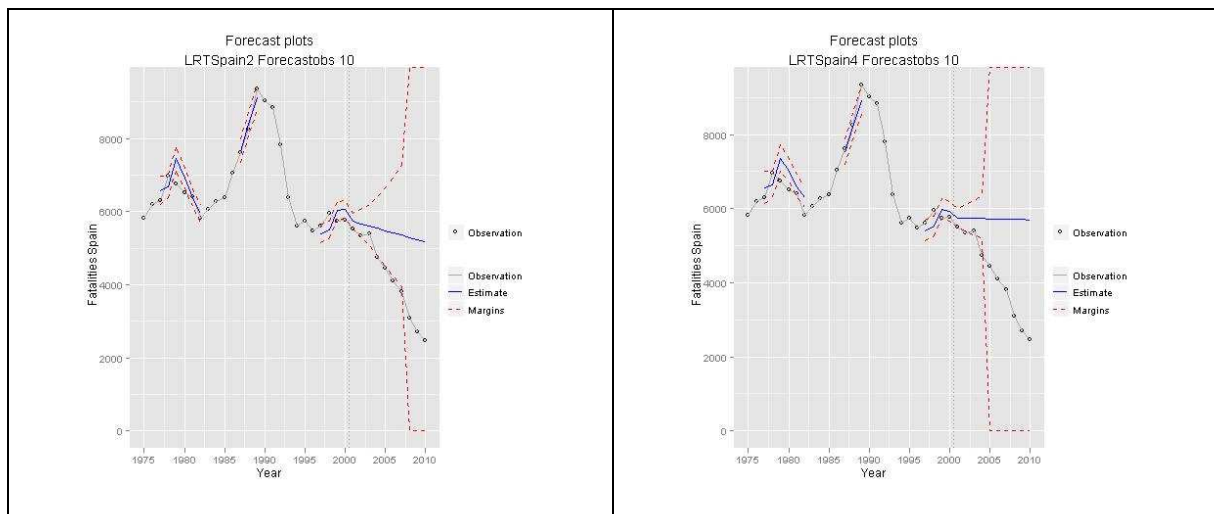 Forecast plots
LRTSpain2 Forecastobs 10
Fatalities Spain
8000
6000
4000
2000
0
1975 1980 1985 1990 1995 2000 2005 2010
Year
Observation
Observation
Estimate
Margins
Forecast plots
LRTSpain4 Forecastobs 10
Fatalities Spain
8000
6000
4000
2000
0
1975 1980 1985 1990 1995 2000 2005 2010
Year
Observation
Observation
Estimate
Margins